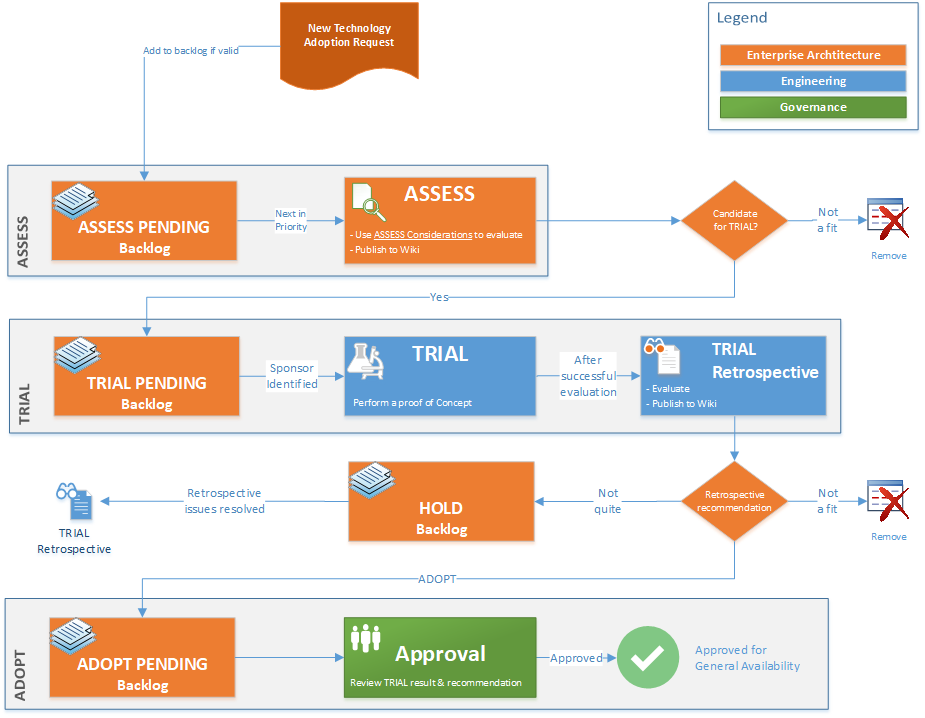 New Technology
Adoption Request
Legend
Enterprise Archtitecture
Engineering
Governance
Add to backlog if valid
ASSESS
ASSESS PENDING
Backlog
Next in
Priority
ASSESS
- Use ASSESS Considerations to evaluate
- Publish to Wiki
Candidate
for TRIAL?
Not
a fit
Remove
Yes
TRIAL
TRIAL PENDING
Backlog
Sponsor
Identified
TRIAL
Perform a proof of Concept
After
successful
evaluation
TRIAL
Retrospective
- Evaluate
- Publish to Wiki
TRIAL
Retrospective
Retrospective
issues resolved
HOLD
Backlog
Not
quite
Retrospective
recommendation
Not
a fit
Remove
ADOPT
ADOPT
ADOPT PENDING
Backlog
Approval
Review TRIAL result & recommendation
Approved
Approved for
General Availability